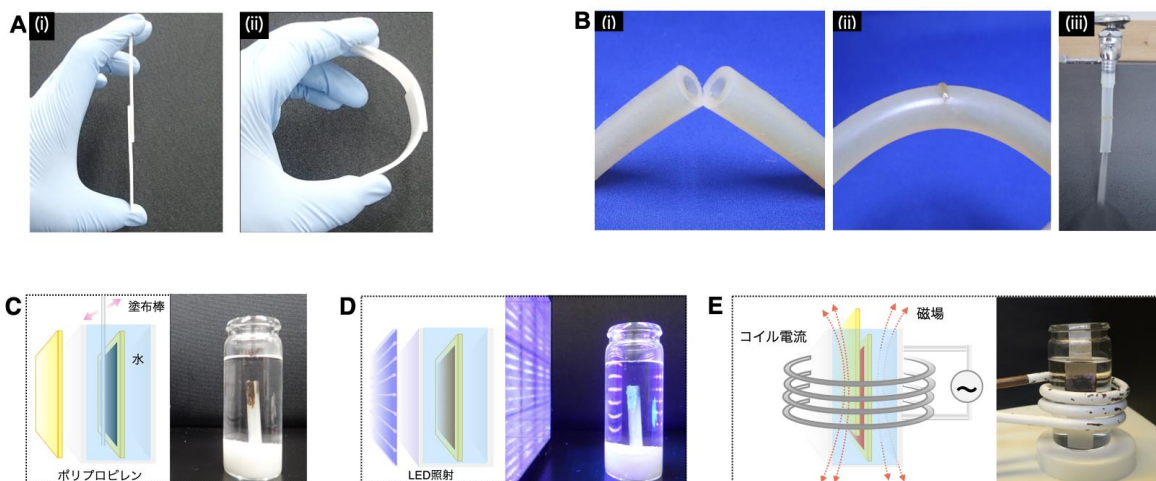 A (i) (ii)
B (i) (ii) (iii)
C
塗布棒
水
ポリプロピレン
D
LED照射
E
コイル電流
磁場
~